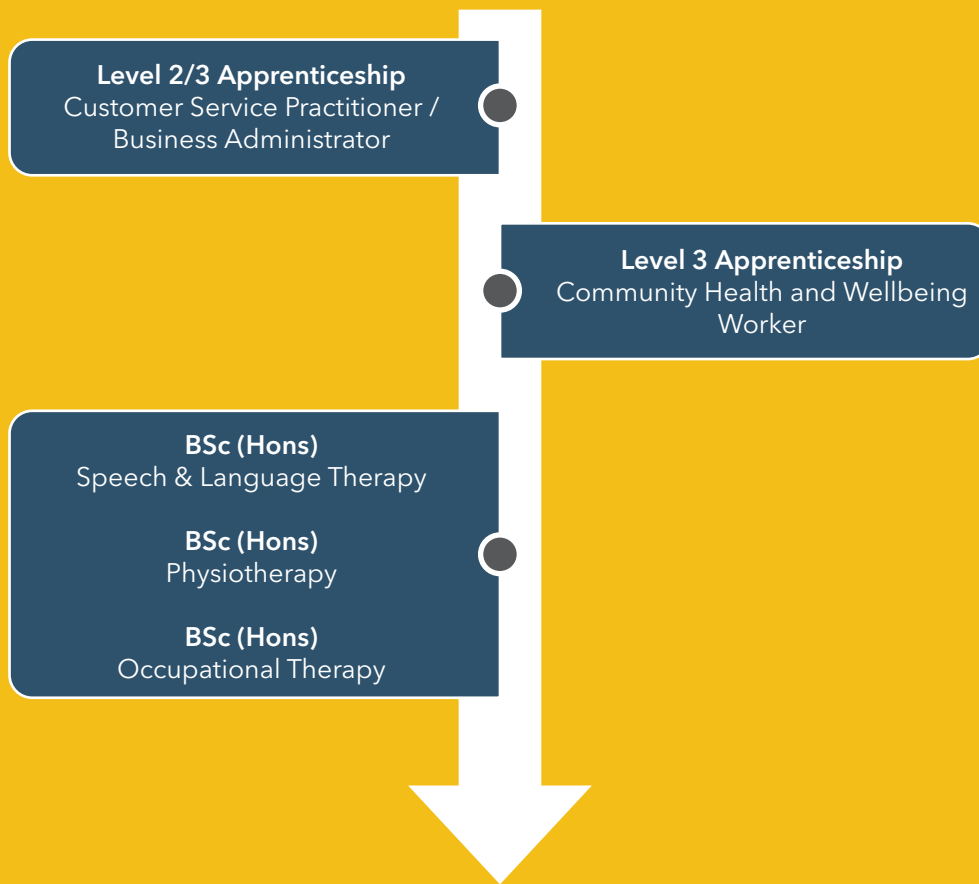 Level 2/3 Apprenticeship
Customer Service Practitioner /
Business Administrator
Level 3 Apprenticeship
Community Health and Wellbeing
Worker
BSc (Hons)
Speech & Language Therapy
BSc (Hons)
Physiotherapy
BSc (Hons)
Occupational Therapy